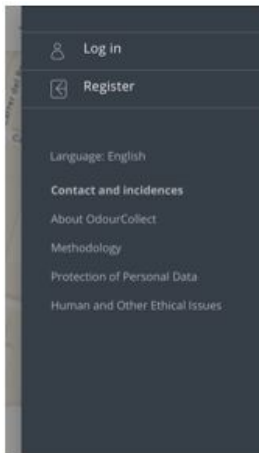 Log in
Register
Language: English
Contact and incidences
About OdourCollect
Methodology
Protection of Personal Data
Human and Other Ethical Issues